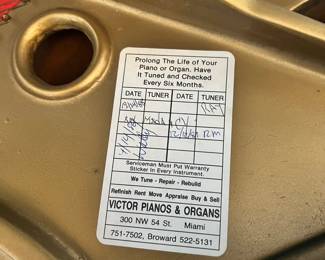 Prolong The Life of Your
Piano or Organ. Have
It Tuned and Checked
Every Six Months.
DATE TUNER DATE TUNER
Serviceman Must Put Warranty
Sticker In Every Instrument.
We Tune - Repair - Rebuild
Refinish Rent Move Appraise Buy & Sell
VICTOR PIANOS & ORGANS
300 NW 54 St. Miami
751-7502, Broward 522-5131